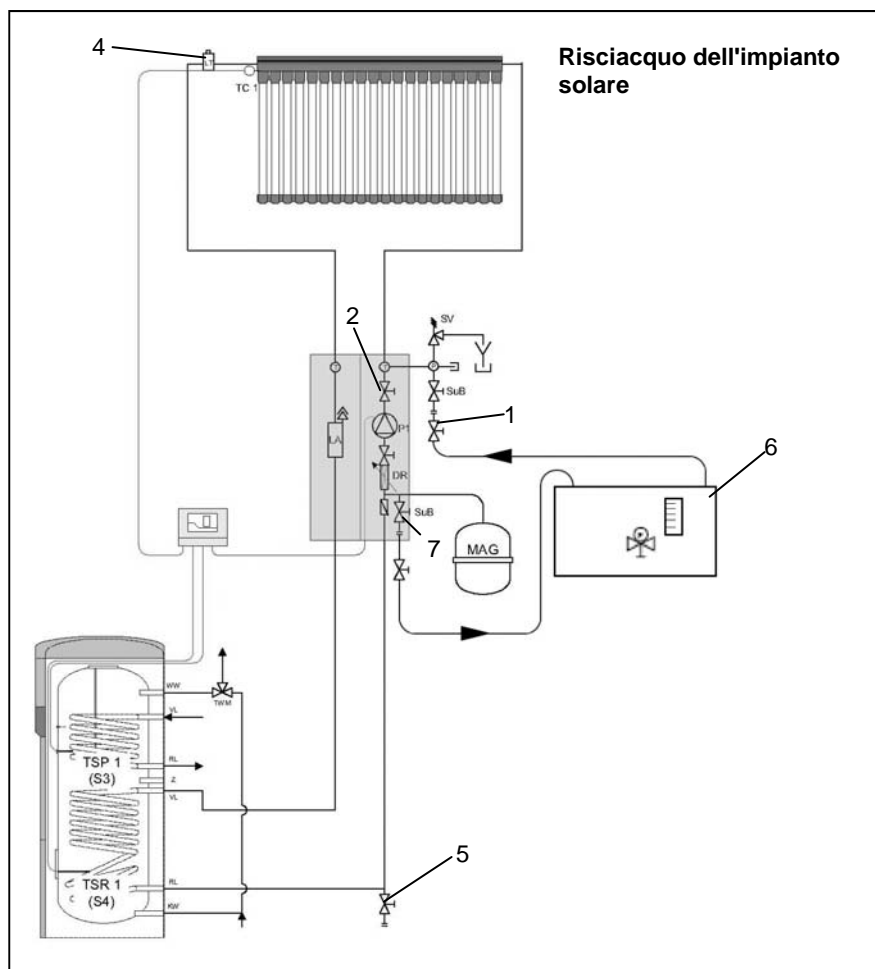 4
Risciacquo dell'impianto
solare
LT
TC 1
2
SV
T
T
P
SuB
1
P1
LA
6
DR
SuB
7
MAG
WW
TWM
VL
TSP 1
(S3)
RL
Z
VL
5
TSR 1
(S4)
RL
KW